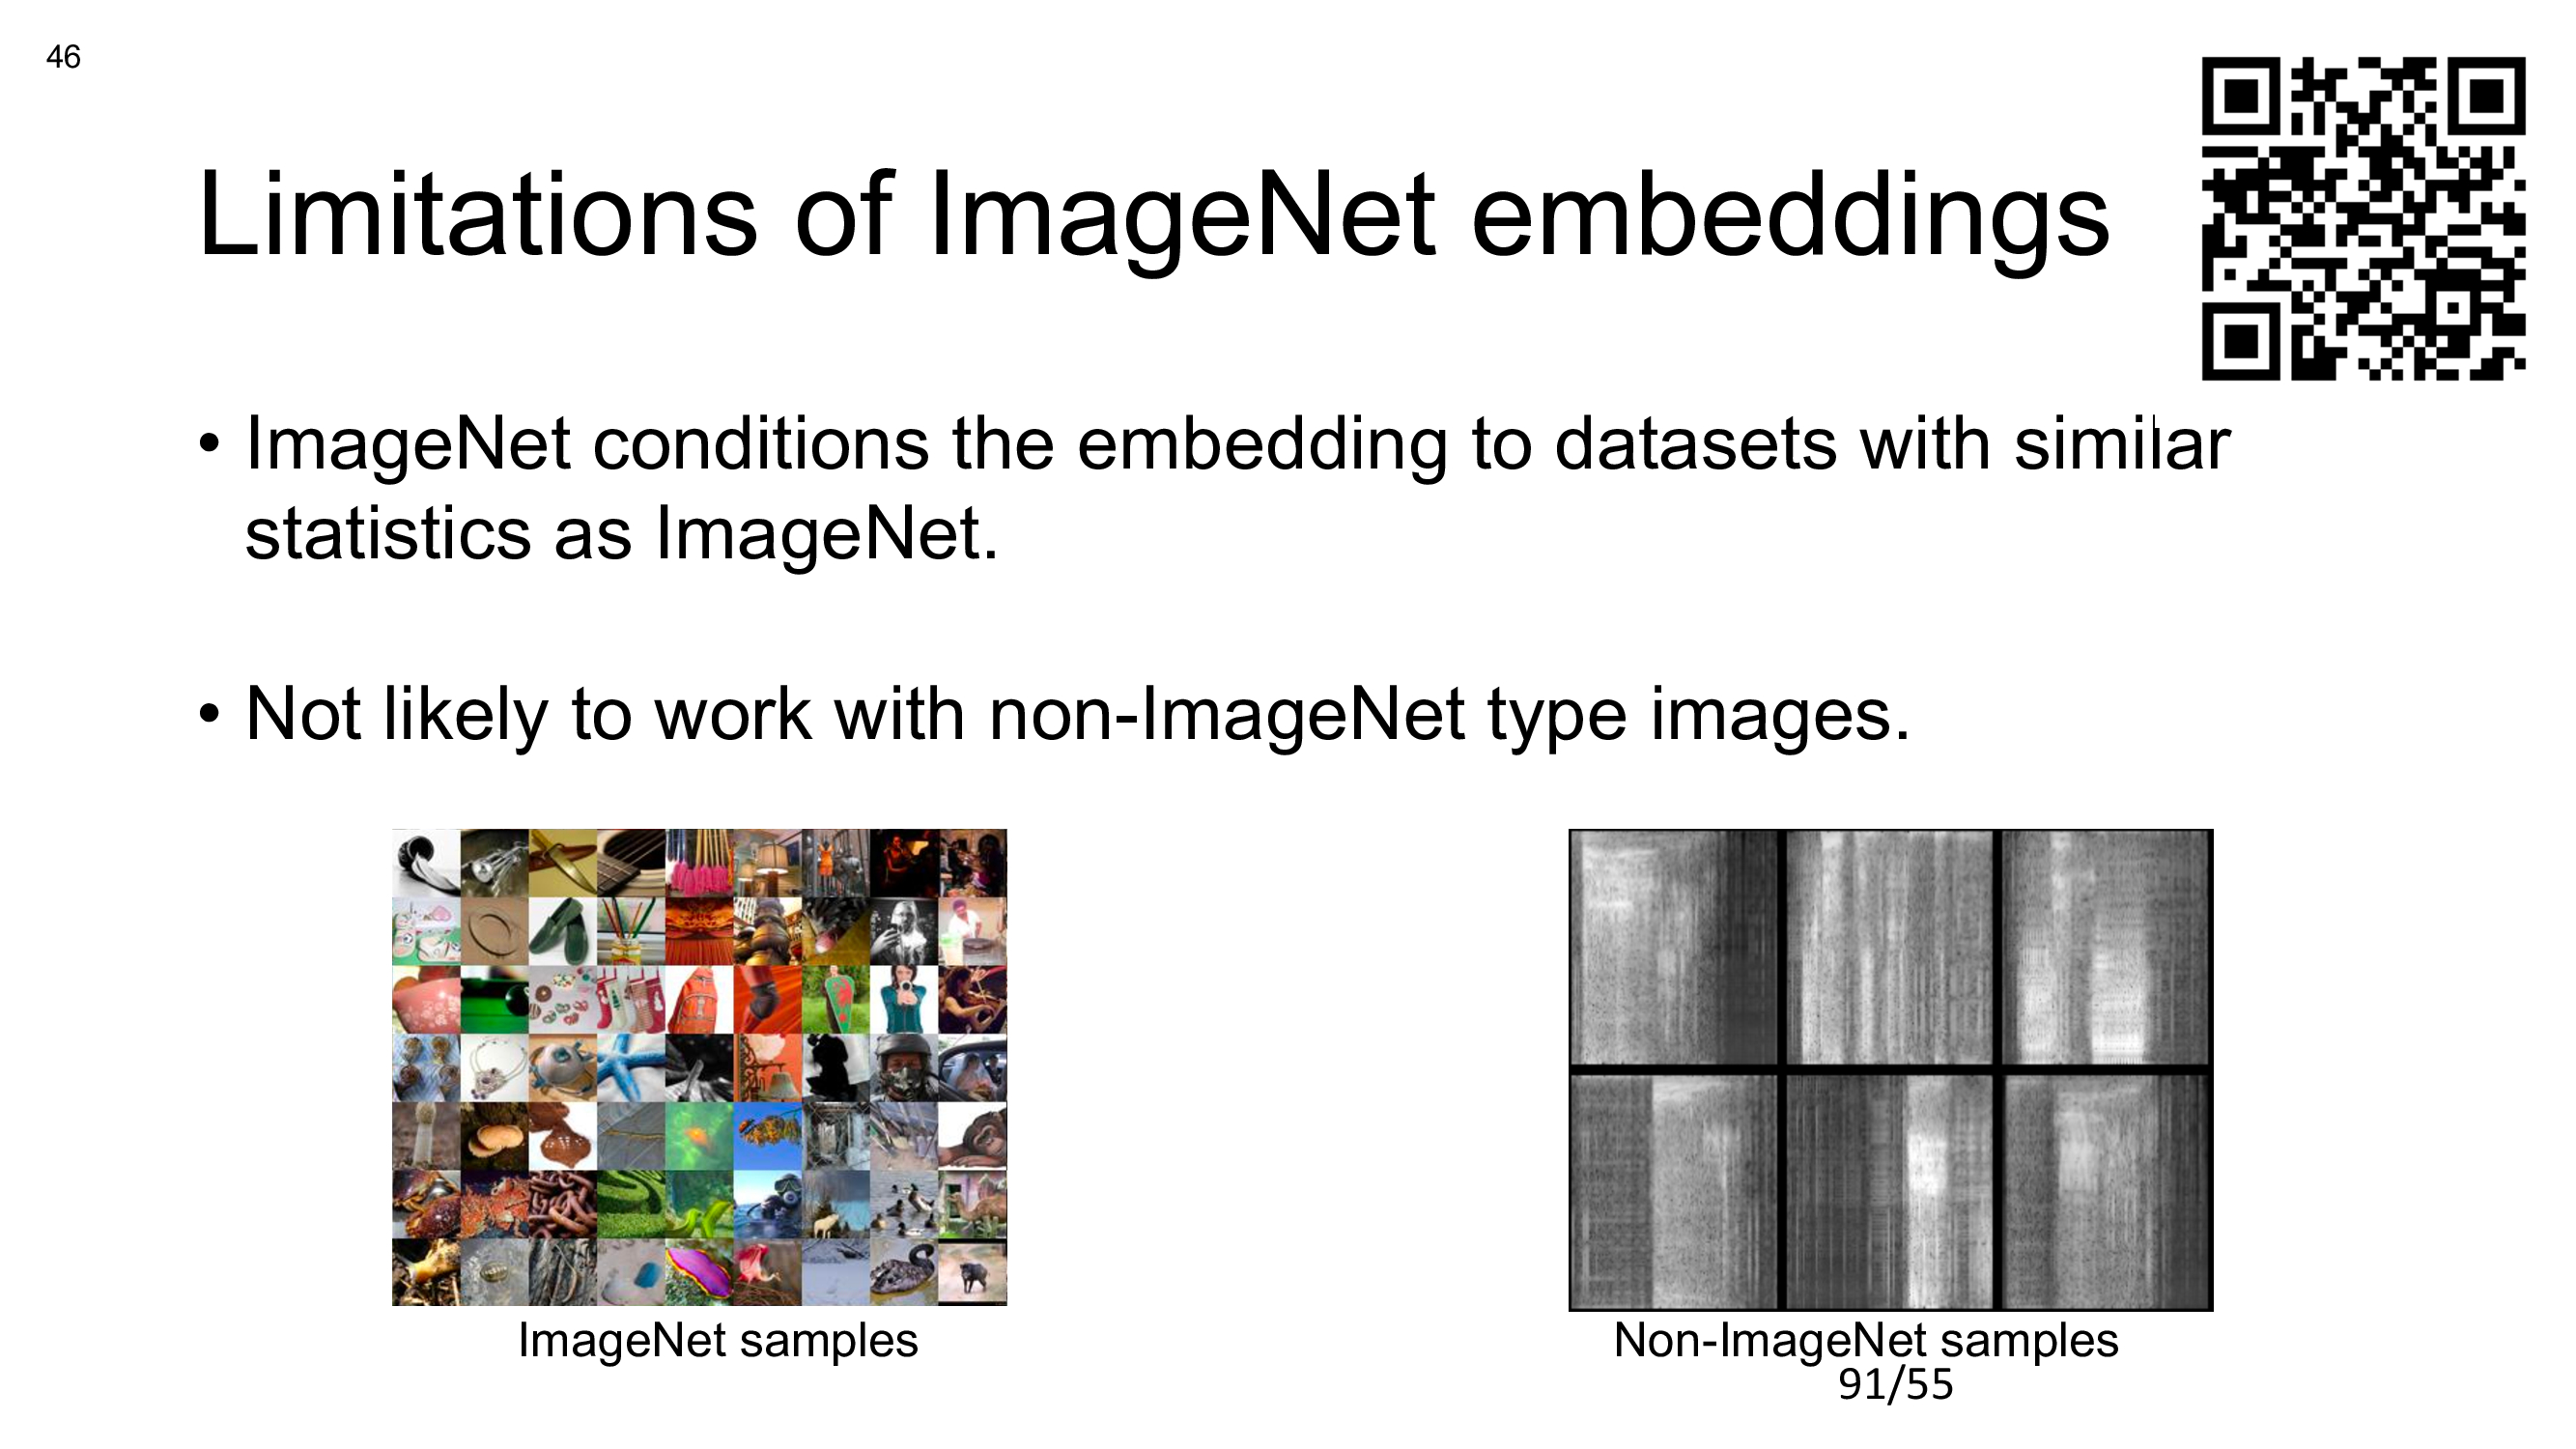 46
Limitations of ImageNet embeddings
• ImageNet conditions the embedding to datasets with similar
statistics as ImageNet.
• Not likely to work with non-ImageNet type images.
ImageNet samples
Non-ImageNet samples
91/55